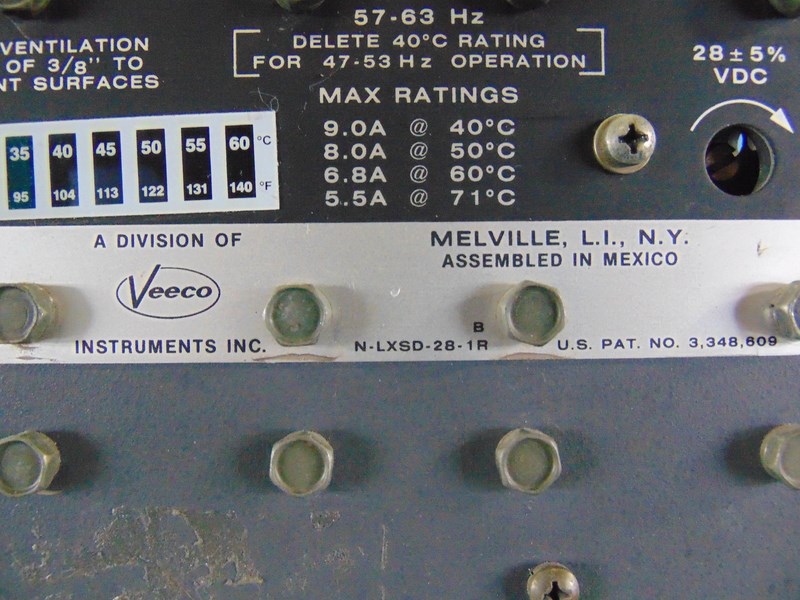 57-63 Hz
DELETE 40°C RATING
FOR 47-53 Hz OPERATION
VENTILATION
OF 3/8" TO
NT SURFACES
28 ± 5%
VDC
MAX RATINGS
9.0A @ 40°C
8.0A @ 50°C
6.8A @ 60°C
5.5A @ 71°C
35 40 45 50 55 60 °C
95 104 113 122 131 140 °F
A DIVISION OF
Veeco
INSTRUMENTS INC.
MELVILLE, L.I., N.Y.
ASSEMBLED IN MEXICO
B
N-LXSD-28-1R
U.S. PAT. NO. 3,348,609